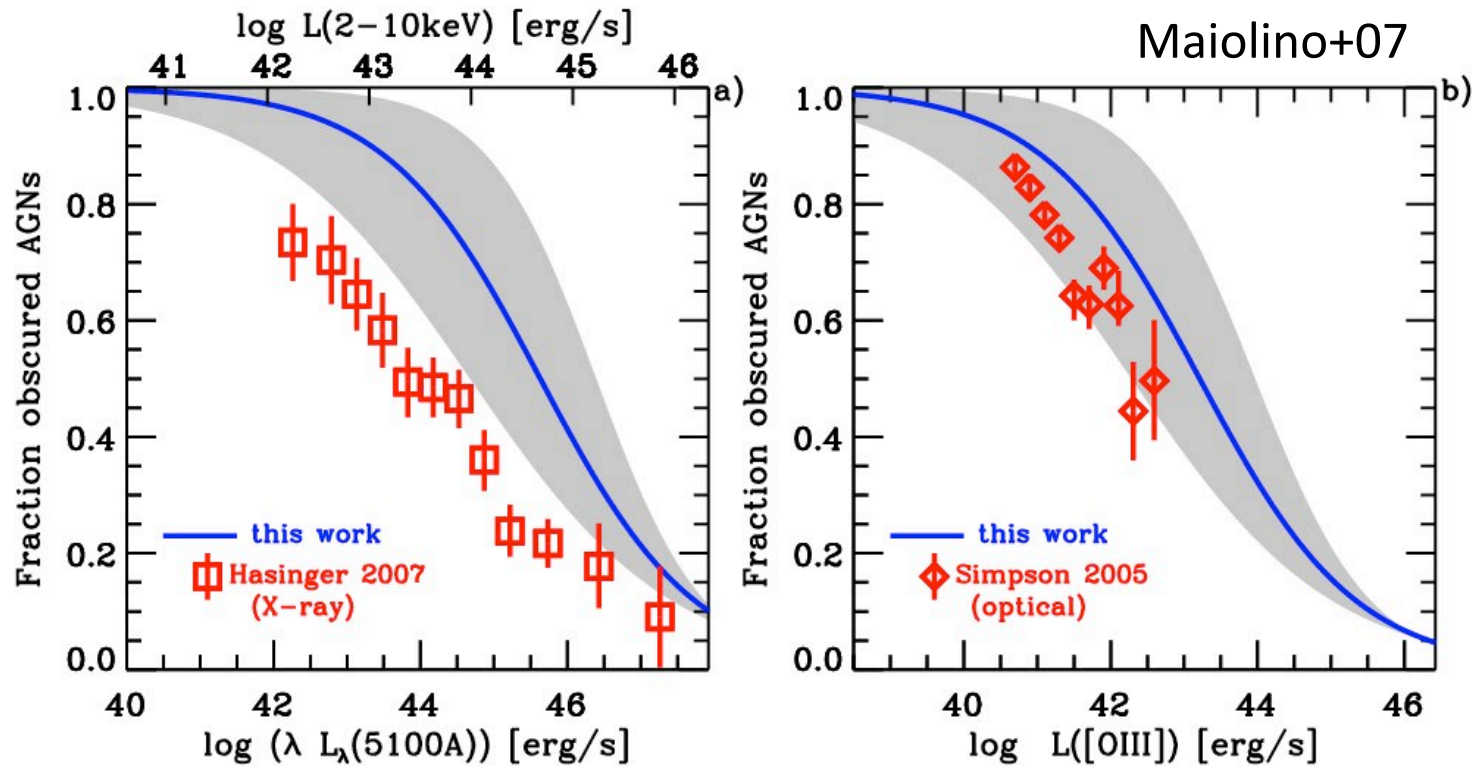 Maiolino+07
log L(2−10keV) [erg/s]
41 42 43 44 45 46
a)
1.0
0.8
0.6
0.4
0.2
0.0
Fraction obscured AGNs
this work
Hasinger 2007
(X−ray)
40 42 44 46
log (λ Lλ(5100A)) [erg/s]
b)
1.0
0.8
0.6
0.4
0.2
0.0
Fraction obscured AGNs
this work
Simpson 2005
(optical)
40 42 44 46
log L([OIII]) [erg/s]